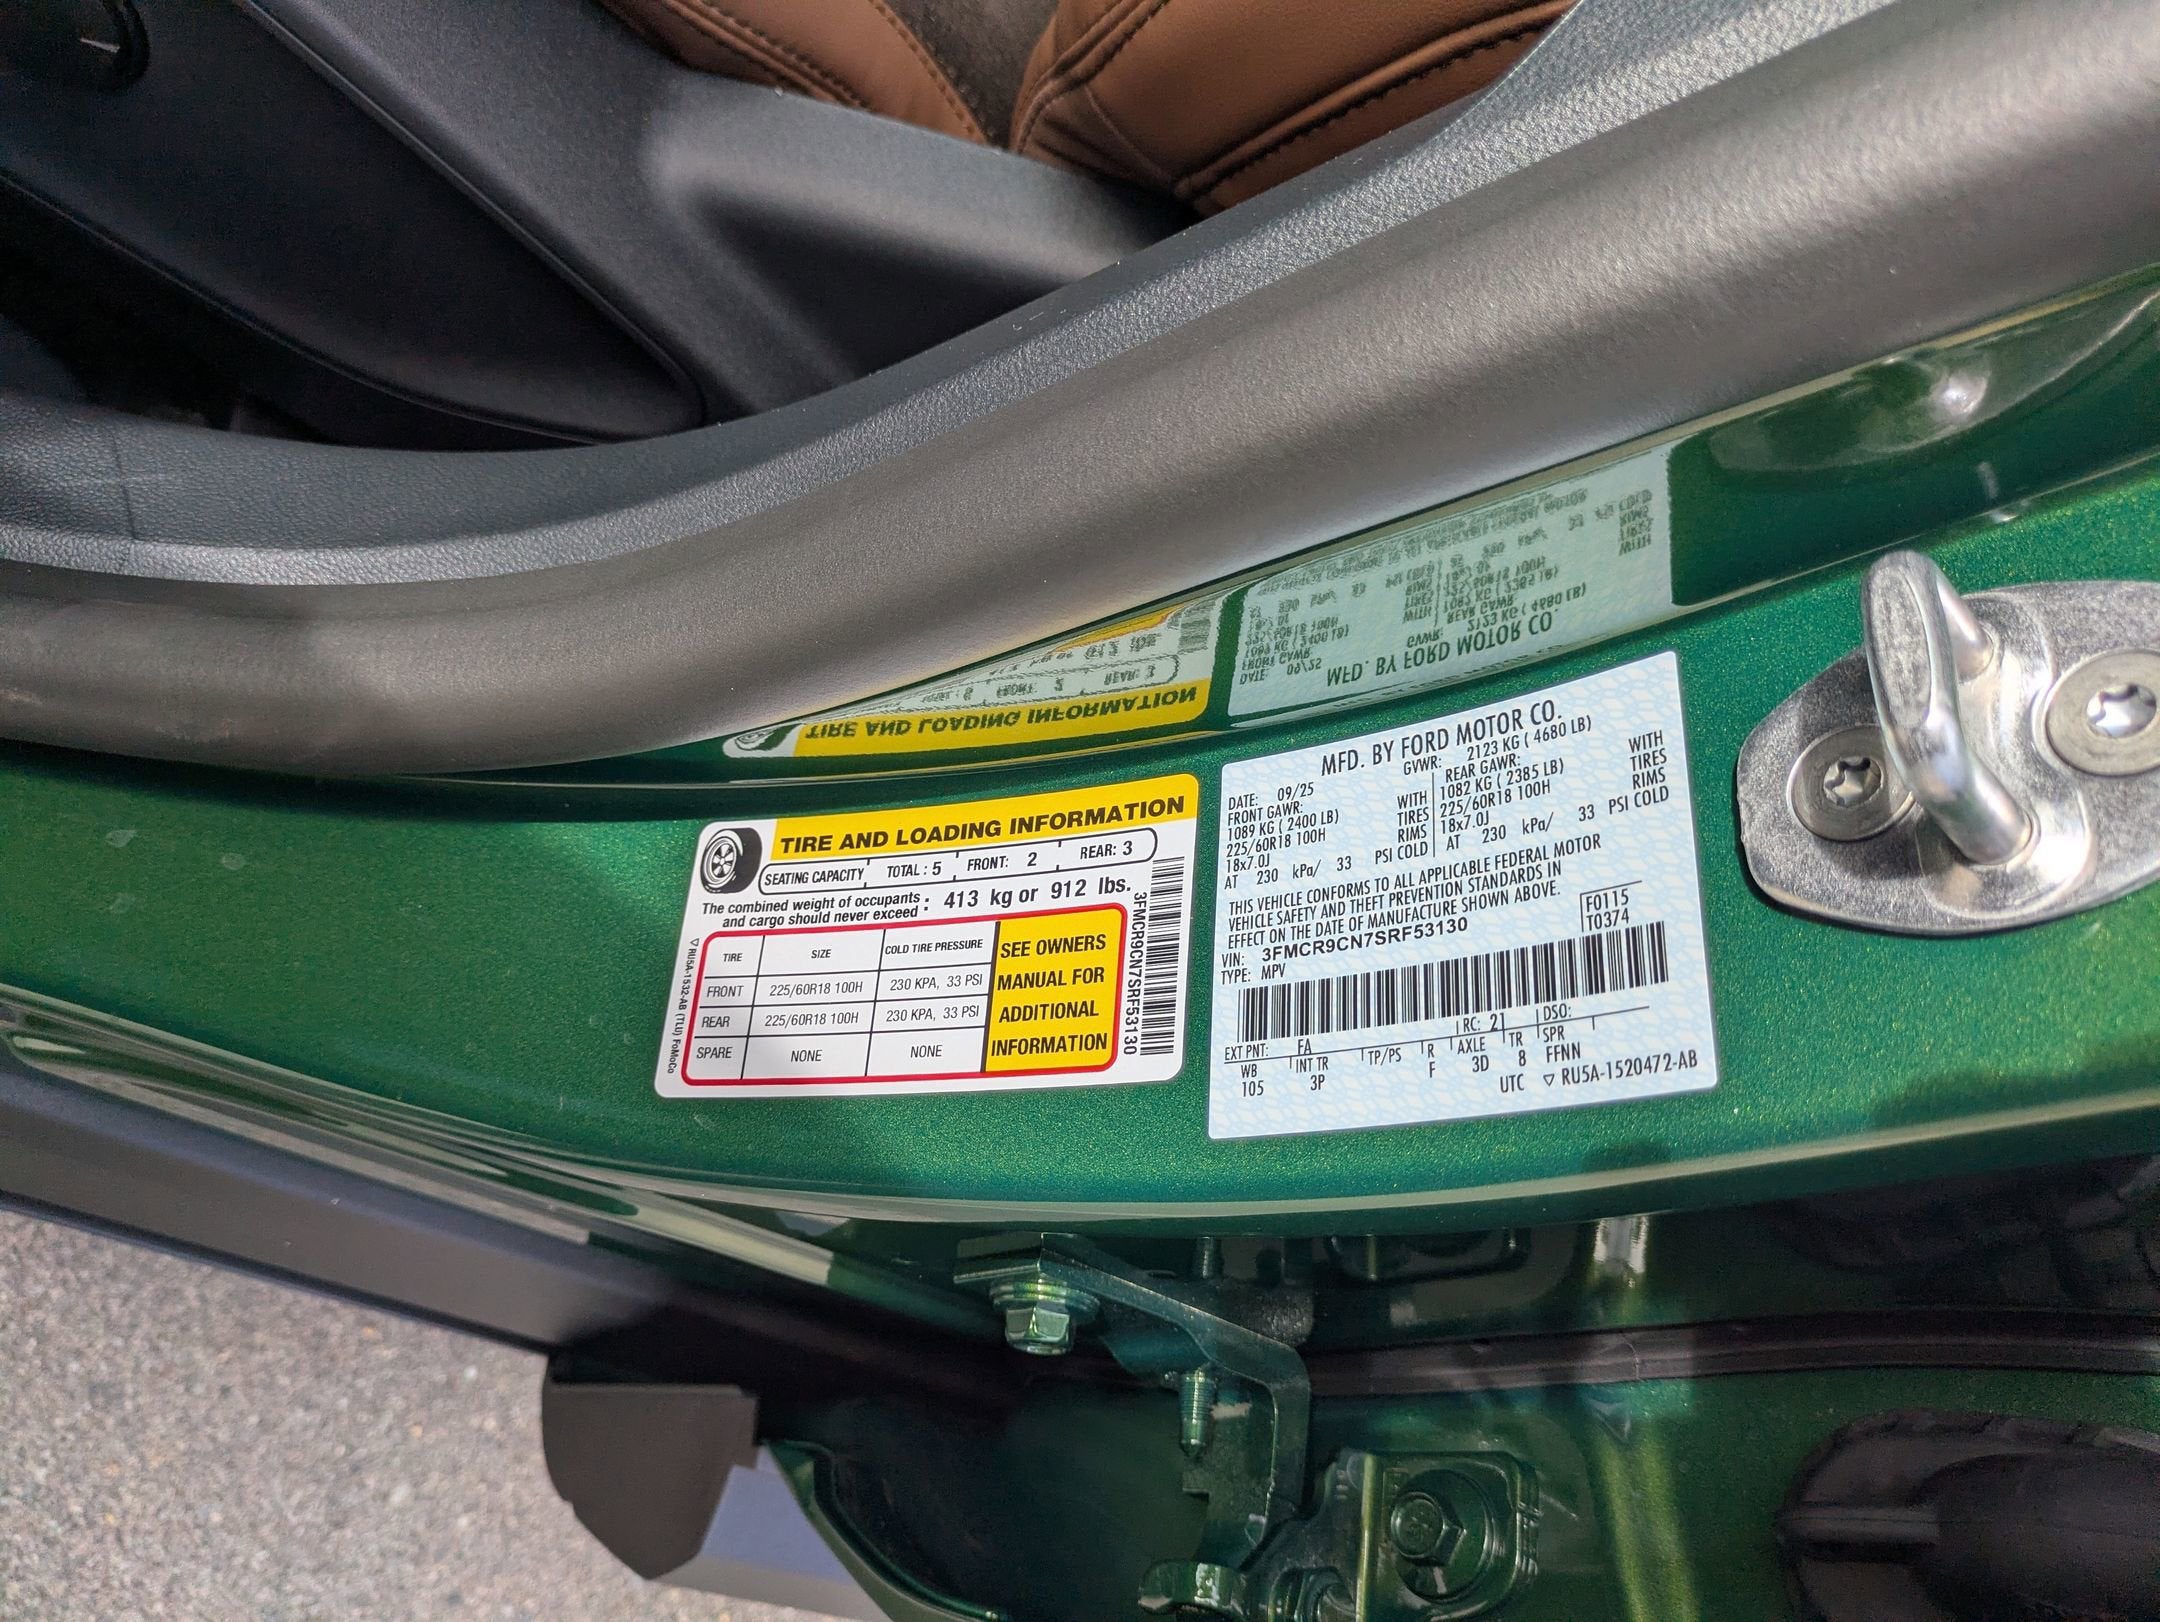 TIRE AND LOADING INFORMATION
SEATING CAPACITY TOTAL : 5 FRONT: 2 REAR: 3
The combined weight of occupants and cargo should never exceed : 413 kg or 912 lbs.
TIRE SIZE COLD TIRE PRESSURE
FRONT 225/60R18 100H 230 KPA, 33 PSI
REAR 225/60R18 100H 230 KPA, 33 PSI
SPARE NONE NONE
SEE OWNERS
MANUAL FOR
ADDITIONAL
INFORMATION
3FMCR9CN7SRF53130
▽ RU5A-1532-AB (TLI) FoMoCo
MFD. BY FORD MOTOR CO.
DATE: 09/25 GVWR: 2123 KG ( 4680 LB)
FRONT GAWR: REAR GAWR:
1089 KG ( 2400 LB) WITH 1082 KG ( 2385 LB) WITH
225/60R18 100H TIRES 225/60R18 100H TIRES
18x7.0J RIMS 18x7.0J RIMS
AT 230 kPa/ 33 PSI COLD AT 230 kPa/ 33 PSI COLD
THIS VEHICLE CONFORMS TO ALL APPLICABLE FEDERAL MOTOR
VEHICLE SAFETY AND THEFT PREVENTION STANDARDS IN
EFFECT ON THE DATE OF MANUFACTURE SHOWN ABOVE.
VIN: 3FMCR9CN7SRF53130 F0115
TYPE: MPV T0374
EXT PNT: FA RC: 21 DSO:
WB INT TR TP/PS R AXLE TR SPR
105 3P F 3D 8 FFNN
UTC ▽ RU5A-1520472-AB